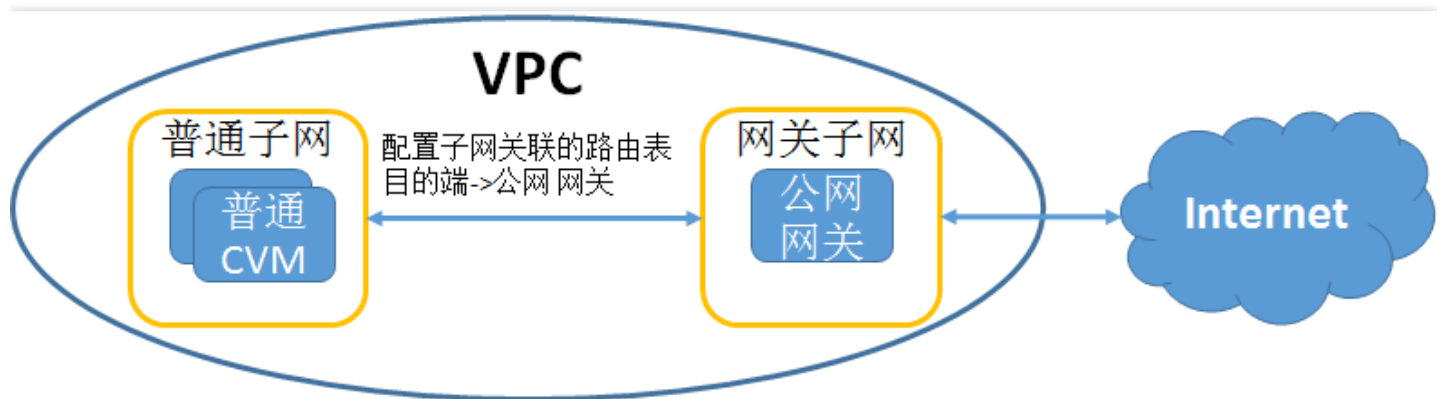 VPC
普通子网
配置子网关联的路由表
目的端->公网 网关
网关子网
普通
CVM
公网
网关
Internet